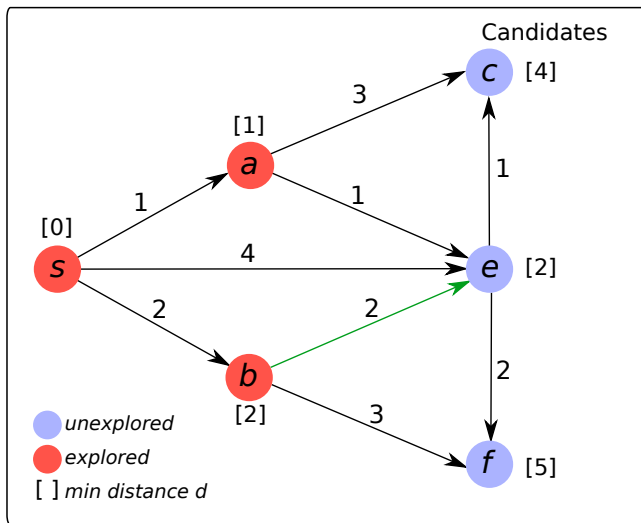 Candidates
c [4]
3
[1]
a
1
1
1
[0]
s
4
e [2]
2
2
b
[2]
3
2
f [5]
unexplored
explored
[ ] min distance d